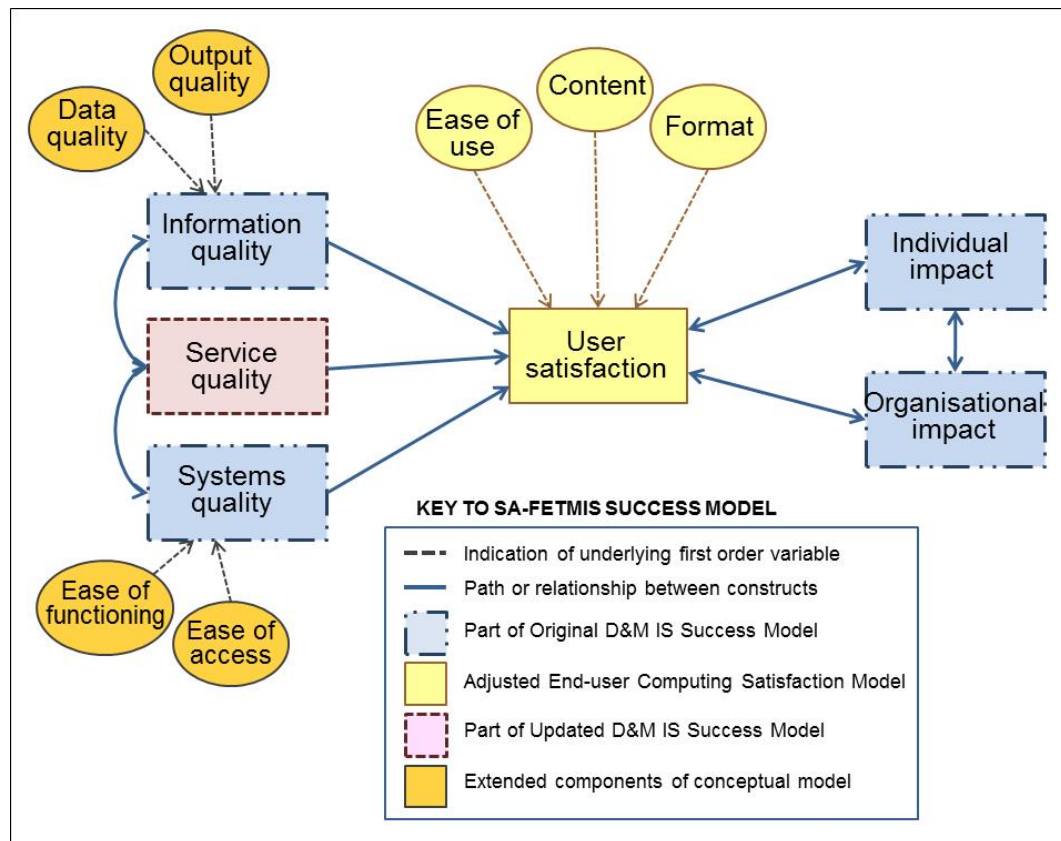 Output
quality
Data
quality
Content
Ease of
use
Format
Information
quality
Individual
impact
Service
quality
User
satisfaction
Organisational
impact
Systems
quality
Ease of
functioning
Ease of
access
KEY TO SA-FETMIS SUCCESS MODEL
Indication of underlying first order variable
Path or relationship between constructs
Part of Original D&M IS Success Model
Adjusted End-user Computing Satisfaction Model
Part of Updated D&M IS Success Model
Extended components of conceptual model